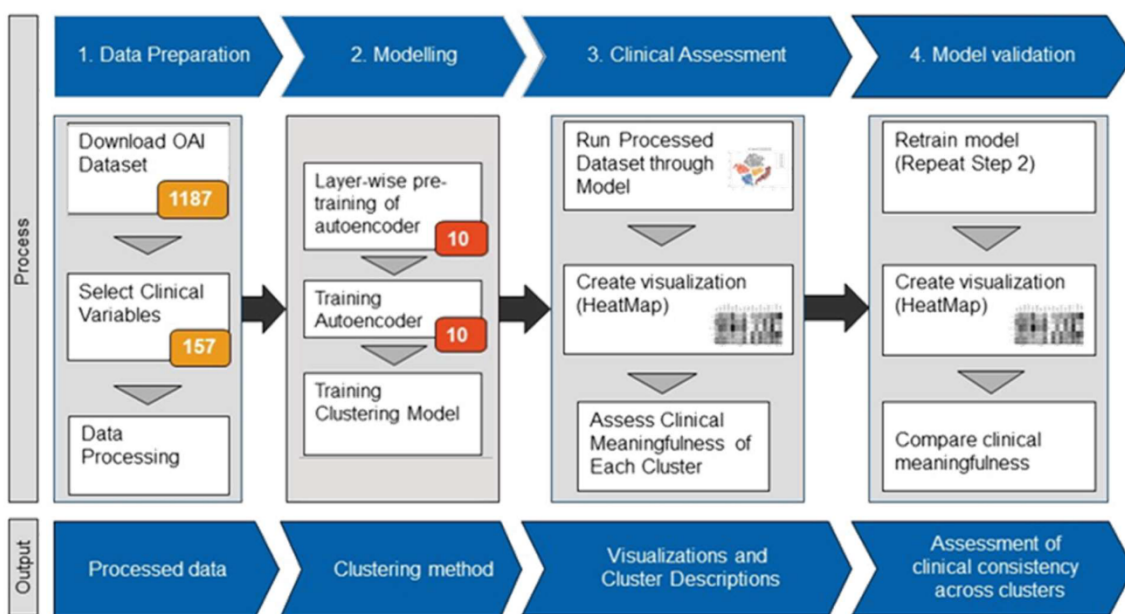 Process
1. Data Preparation
2. Modelling
3. Clinical Assessment
4. Model validation
Download OAI
Dataset
1187
Select Clinical
Variables
157
Data
Processing
Layer-wise pre-
training of
autoencoder
10
Training
Autoencoder
10
Training
Clustering Model
Run Processed
Dataset through
Model
Create visualization
(HeatMap)
Assess Clinical
Meaningfulness of
Each Cluster
Retrain model
(Repeat Step 2)
Create visualization
(HeatMap)
Compare clinical
meaningfulness
Output
Processed data
Clustering method
Visualizations and
Cluster Descriptions
Assessment of
clinical consistency
across clusters